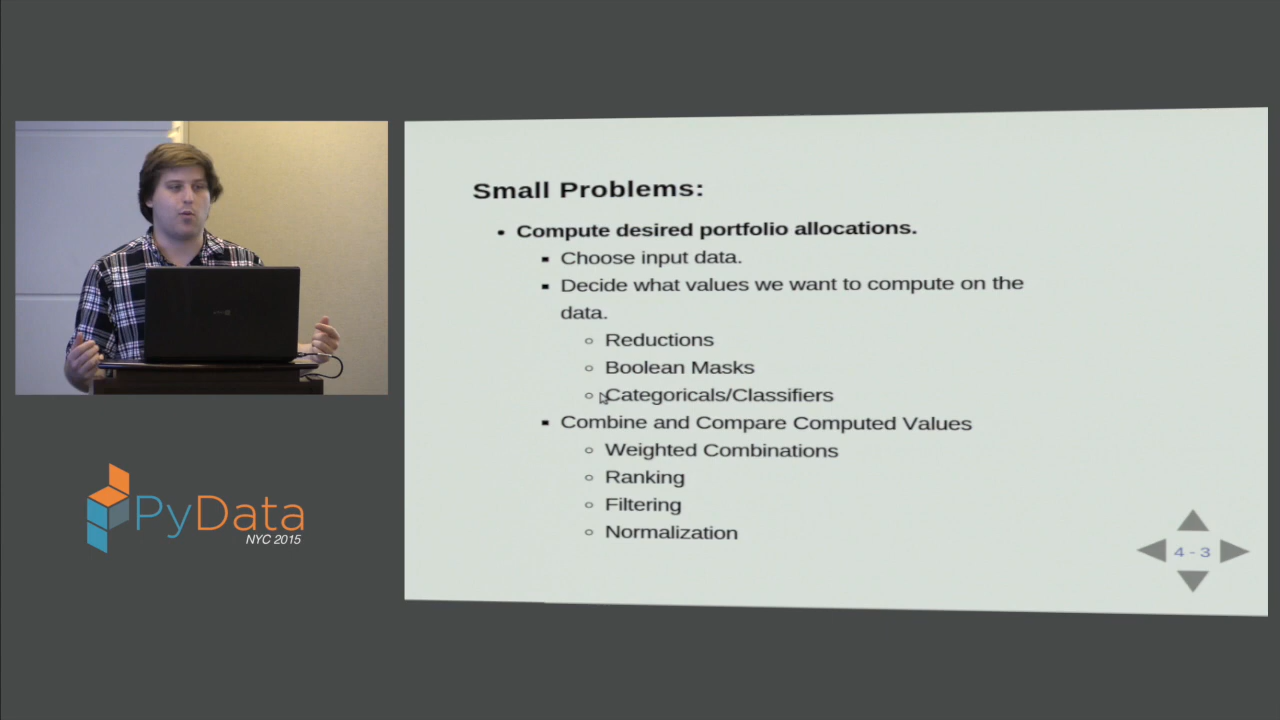 Small Problems:
Compute desired portfolio allocations.
Choose input data.
Decide what values we want to compute on the
data.
Reductions
Boolean Masks
Categoricals/Classifiers
Combine and Compare Computed Values
Weighted Combinations
Ranking
Filtering
Normalization
4 - 3
PyData
NYC 2015